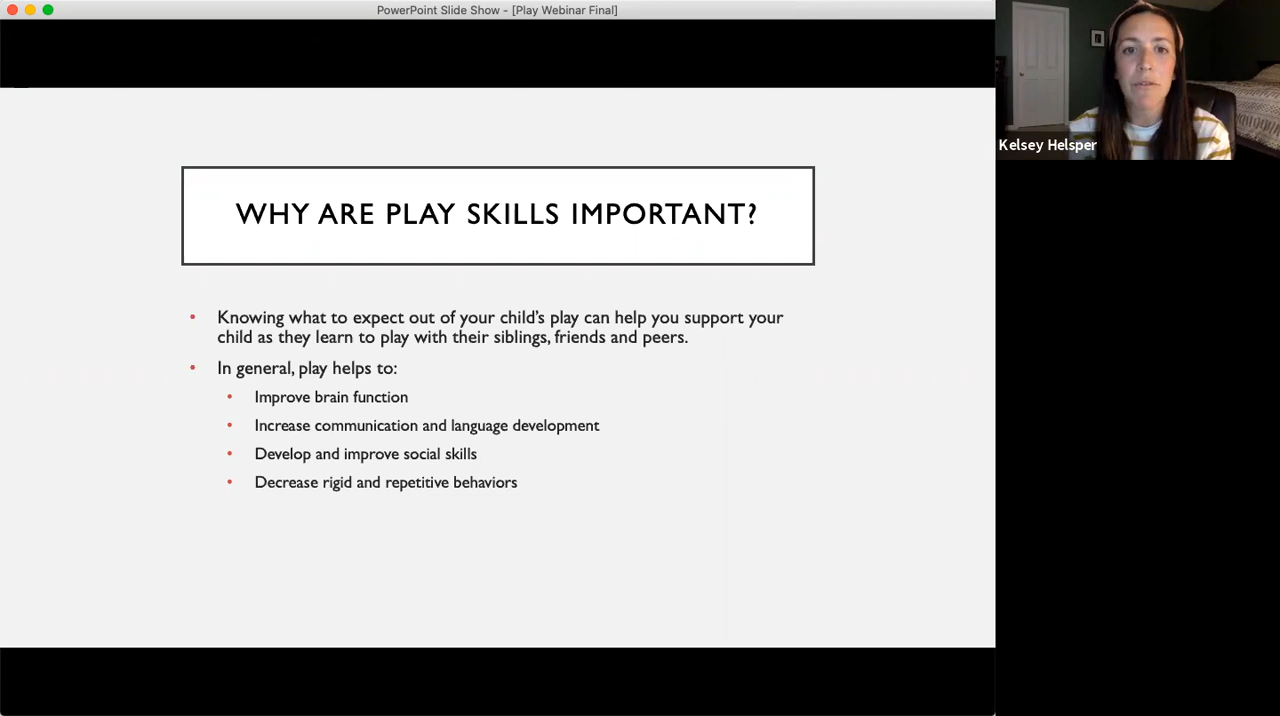 PowerPoint Slide Show - [Play Webinar Final]
Kelsey Helsper
WHY ARE PLAY SKILLS IMPORTANT?
• Knowing what to expect out of your child’s play can help you support your
child as they learn to play with their siblings, friends and peers.
• In general, play helps to:
• Improve brain function
• Increase communication and language development
• Develop and improve social skills
• Decrease rigid and repetitive behaviors